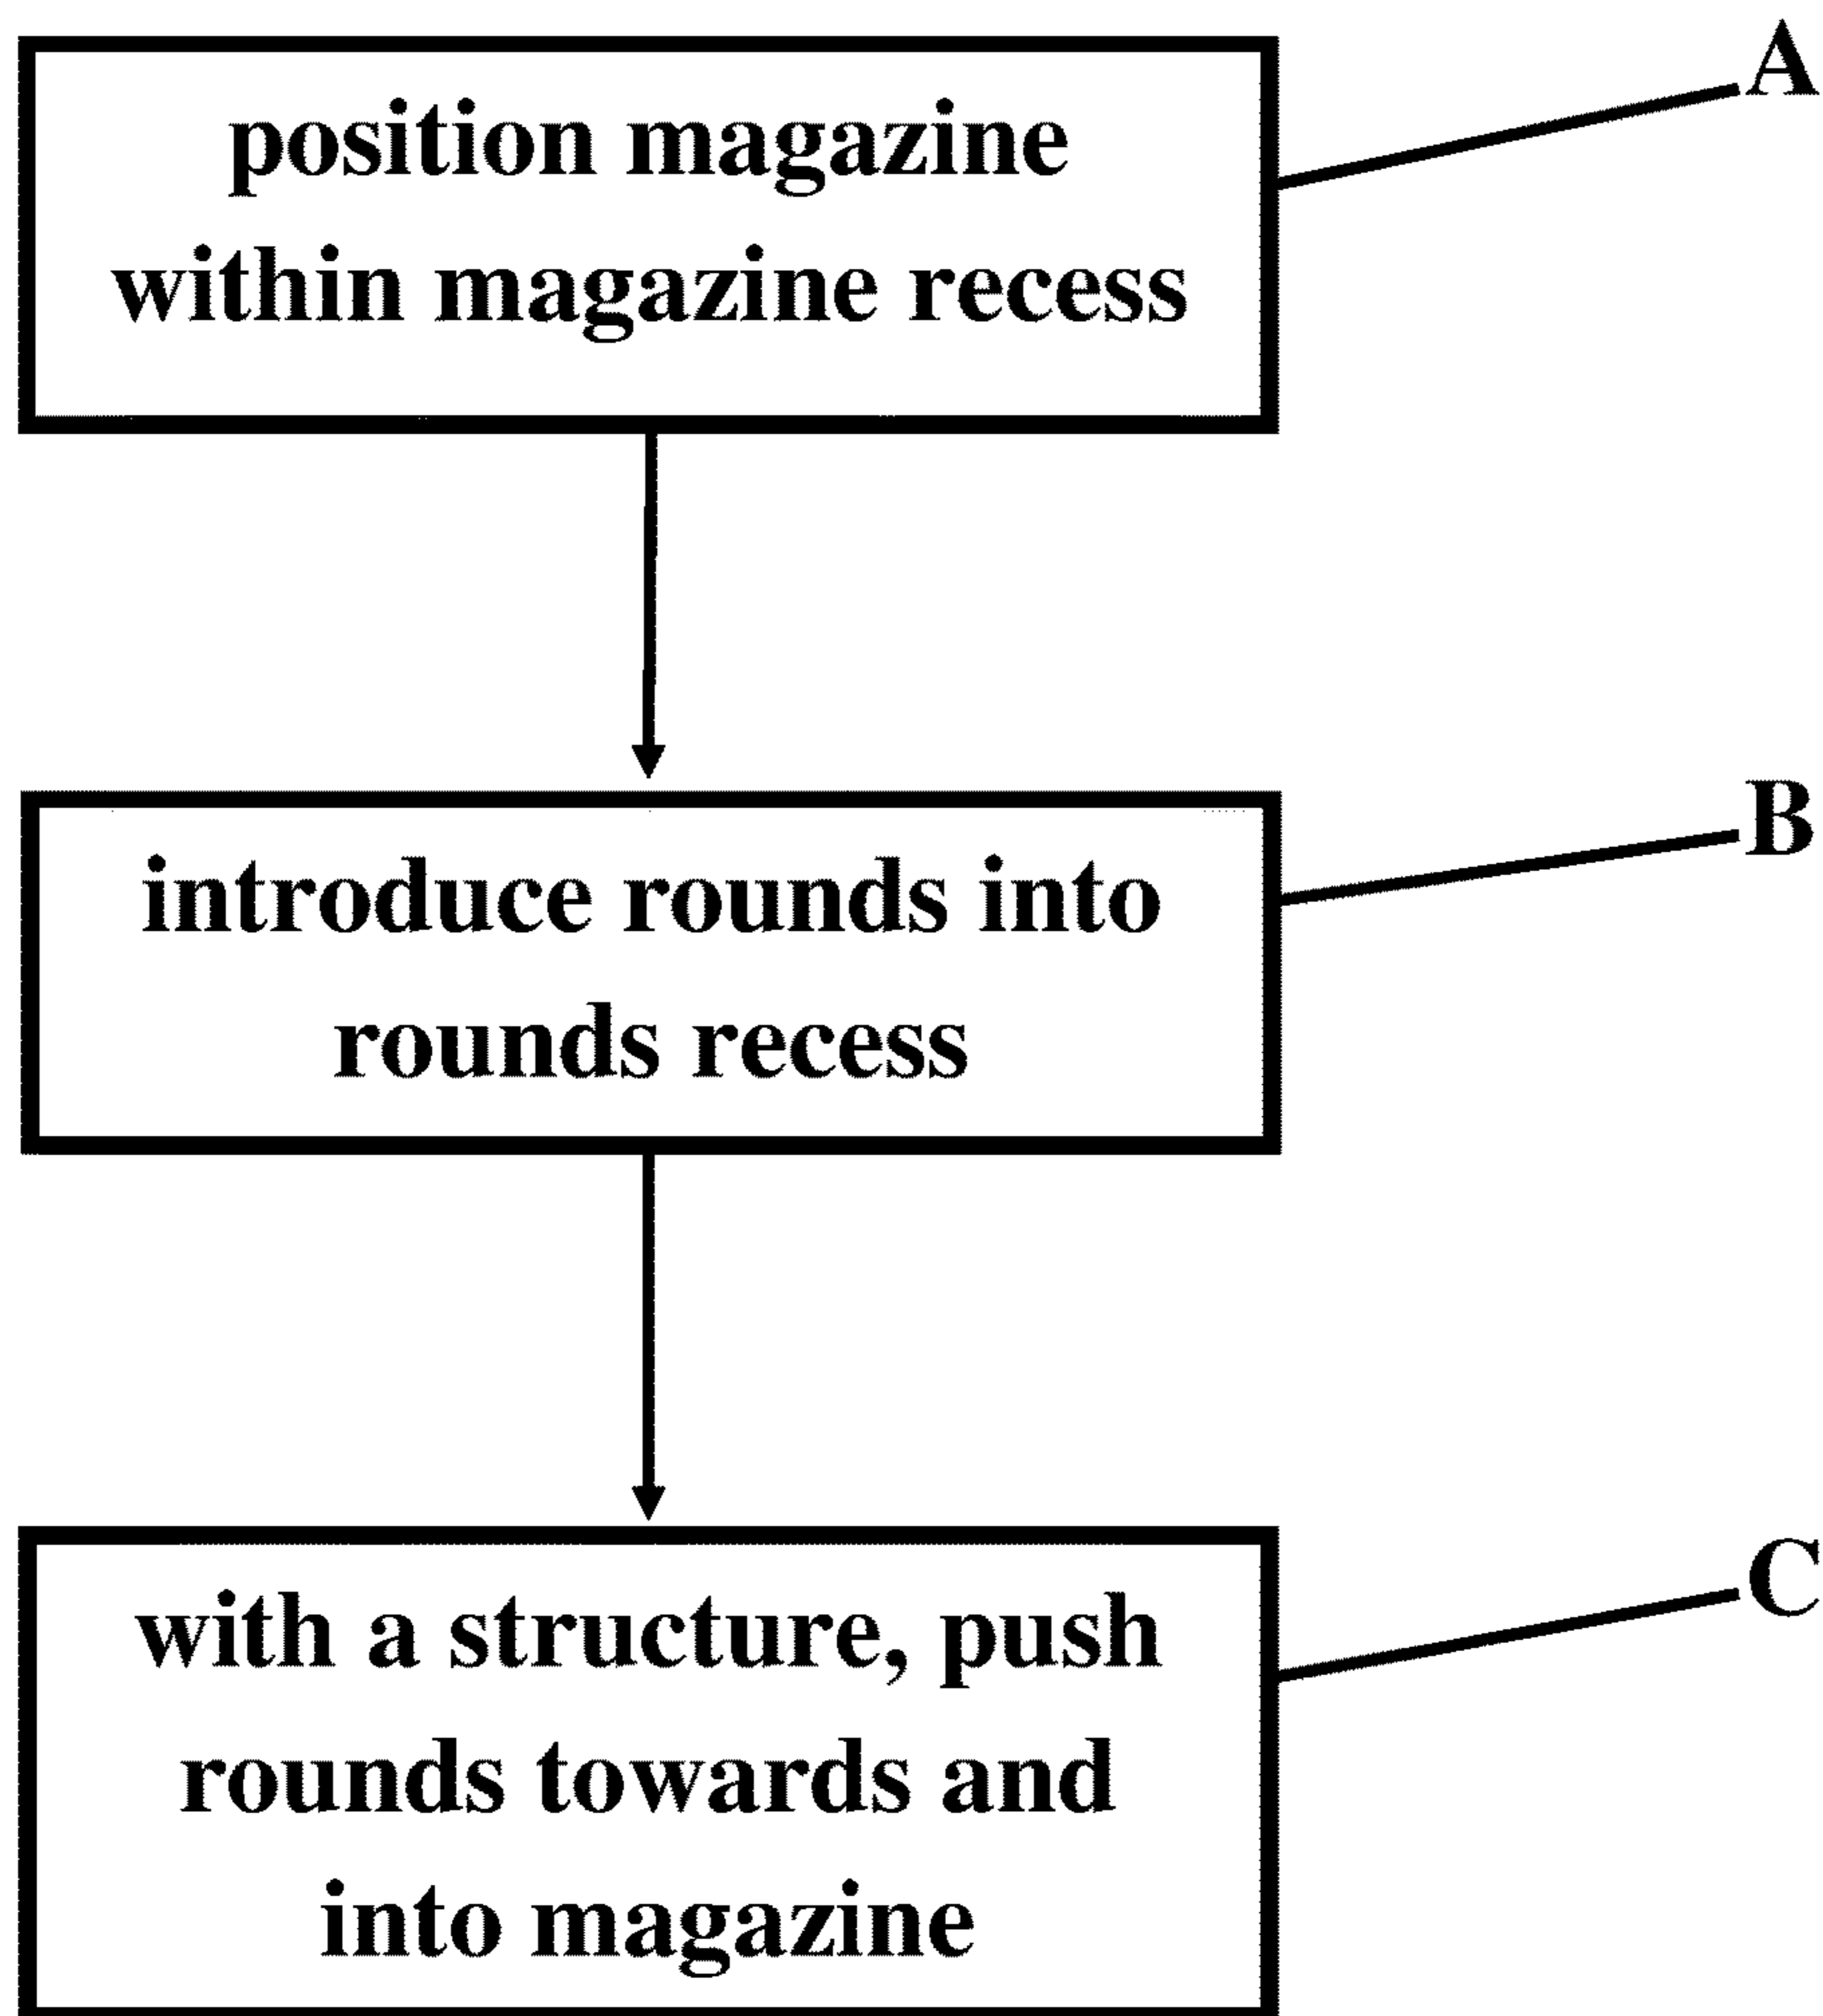 A
position magazine
within magazine recess
B
introduce rounds into
rounds recess
C
with a structure, push
rounds towards and
into magazine